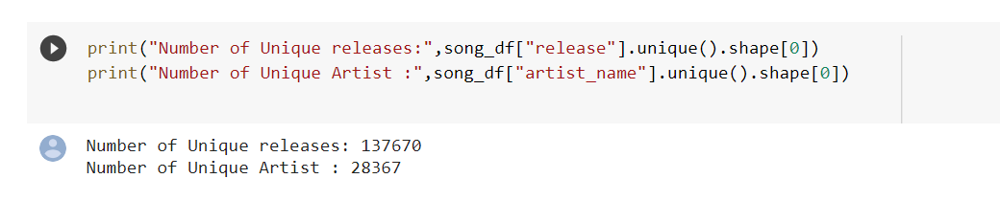 print("Number of Unique releases:",song_df["release"].unique().shape[0])
print("Number of Unique Artist :",song_df["artist_name"].unique().shape[0])
Number of Unique releases: 137670
Number of Unique Artist : 28367